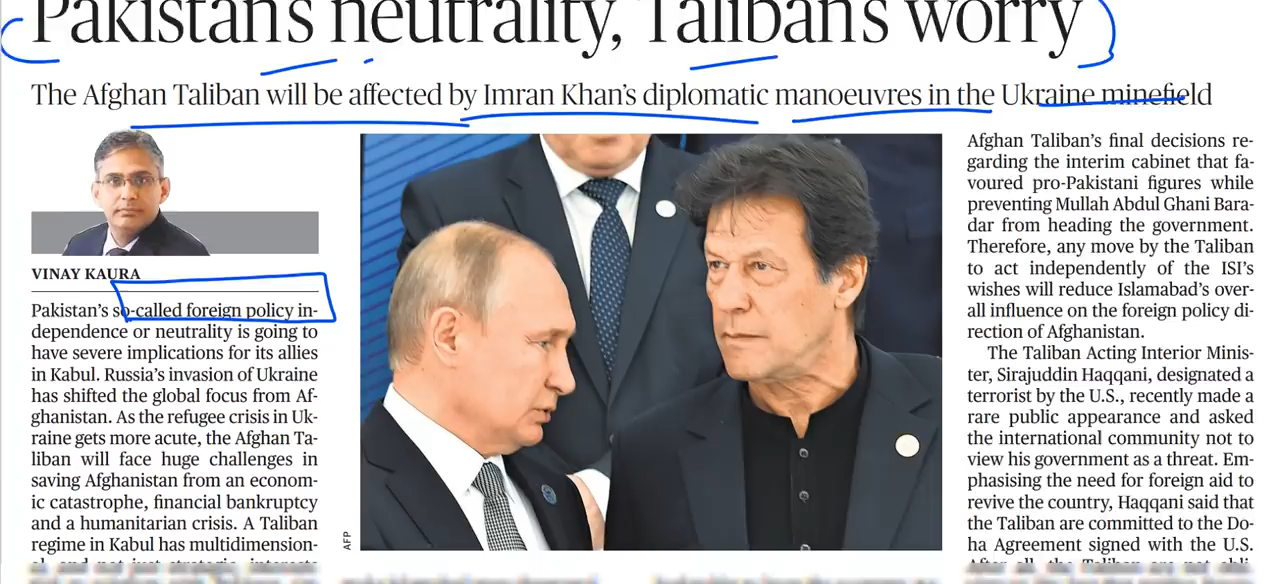 Pakistan's neutrality, Taliban's worry
The Afghan Taliban will be affected by Imran Khan's diplomatic manoeuvres in the Ukraine minefield
VINAY KAURA
Pakistan's so-called foreign policy in-
dependence or neutrality is going to
have severe implications for its allies
in Kabul. Russia's invasion of Ukraine
has shifted the global focus from Af-
ghanistan. As the refugee crisis in Uk-
raine gets more acute, the Afghan Ta-
liban will face huge challenges in
saving Afghanistan from an econom-
ic catastrophe, financial bankruptcy
and a humanitarian crisis. A Taliban
regime in Kabul has multidimension-
AFP
Afghan Taliban's final decisions re-
garding the interim cabinet that fa-
voured pro-Pakistani figures while
preventing Mullah Abdul Ghani Bara-
dar from heading the government.
Therefore, any move by the Taliban
to act independently of the ISI's
wishes will reduce Islamabad's over-
all influence on the foreign policy di-
rection of Afghanistan.
The Taliban Acting Interior Minis-
ter, Sirajuddin Haqqani, designated a
terrorist by the U.S., recently made a
rare public appearance and asked
the international community not to
view his government as a threat. Em-
phasising the need for foreign aid to
revive the country, Haqqani said that
the Taliban are committed to the Do-
ha Agreement signed with the U.S.